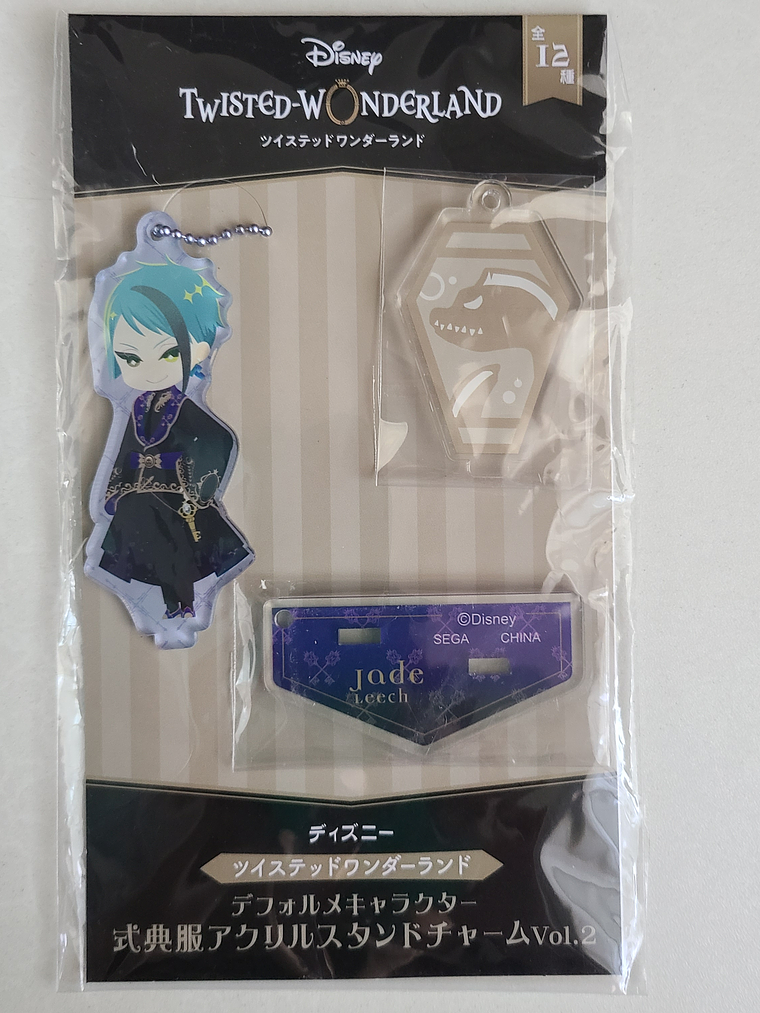 Disney
TWISTED-WONDERLAND
ツイステッドワンダーランド
全
12
種
©Disney
SEGA CHINA
Jade
Leech
ディズニー
ツイステッドワンダーランド
デフォルメキャラクター
式典服アクリルスタンドチャームVol.2